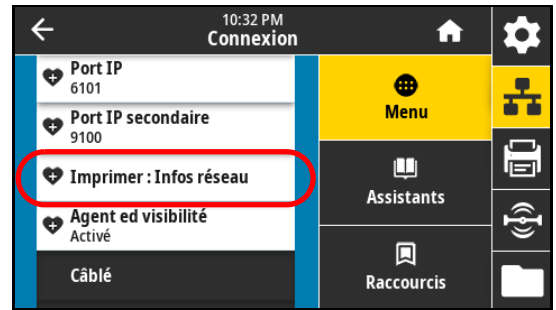 10:32 PM
Connexion
Port IP
6101
Port IP secondaire
9100
Imprimer : Infos réseau
Agent ed visibilité
Activé
Câblé
Menu
Assistants
Raccourcis